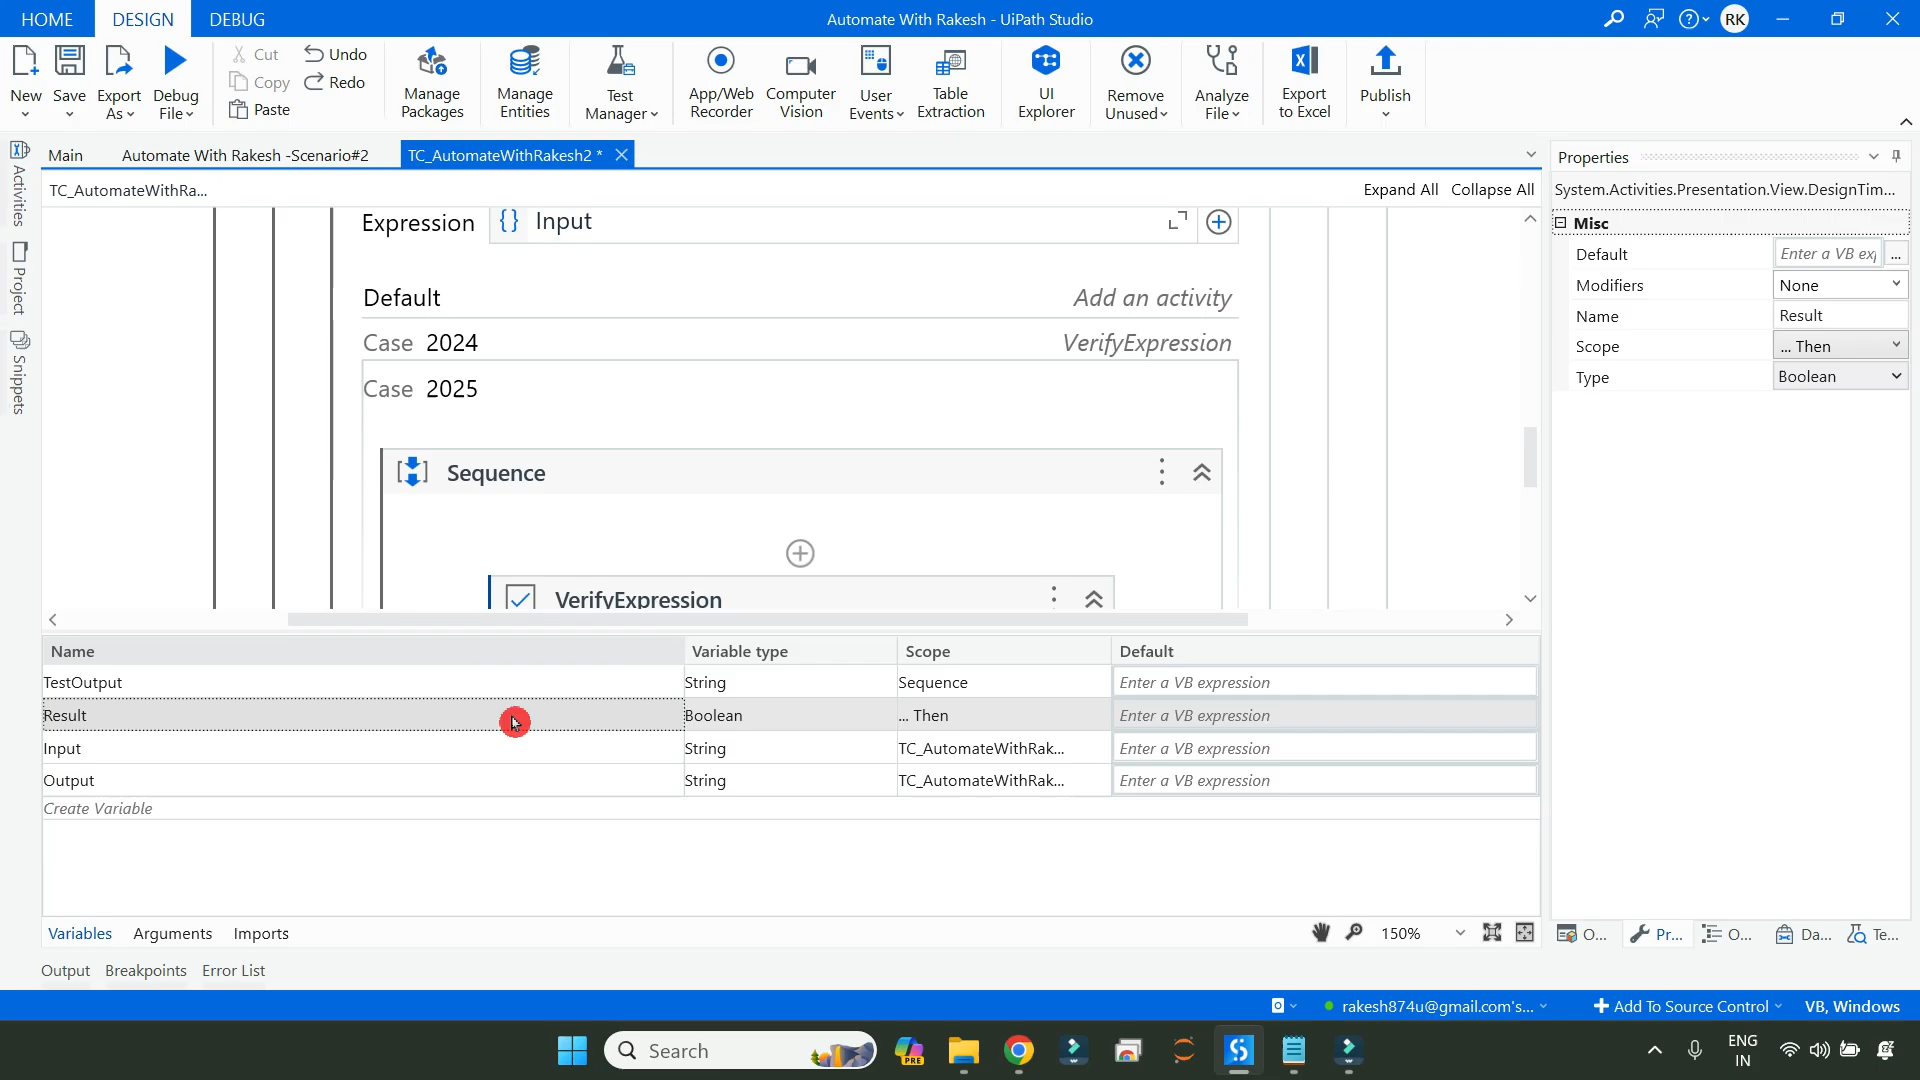 HOME
DESIGN
DEBUG
Automate With Rakesh - UiPath Studio
RK
New
Save
Export
As
Debug
File
Cut
Copy
Paste
Undo
Redo
Manage
Packages
Manage
Entities
Test
Manager
App/Web
Recorder
Computer
Vision
User
Events
Table
Extraction
UI
Explorer
Remove
Unused
Analyze
File
Export
to Excel
Publish
Activities
Project
Snippets
Main
Automate With Rakesh -Scenario#2
TC_AutomateWithRakesh2 *
TC_AutomateWithRa...
Expand All
Collapse All
Expression
Input
Default
Add an activity
Case 2024
VerifyExpression
Case 2025
Sequence
VerifyExpression
Properties
System.Activities.Presentation.View.DesignTim...
Misc
Default
Enter a VB exp
...
Modifiers
None
Name
Result
Scope
... Then
Type
Boolean
Name
Variable type
Scope
Default
TestOutput
String
Sequence
Enter a VB expression
Result
Boolean
... Then
Enter a VB expression
Input
String
TC_AutomateWithRak...
Enter a VB expression
Output
String
TC_AutomateWithRak...
Enter a VB expression
Create Variable
Variables
Arguments
Imports
150%
O...
Pr...
O...
Da...
Te...
Output
Breakpoints
Error List
rakesh874u@gmail.com's...
Add To Source Control
VB, Windows
Search
PRE
ENG
IN